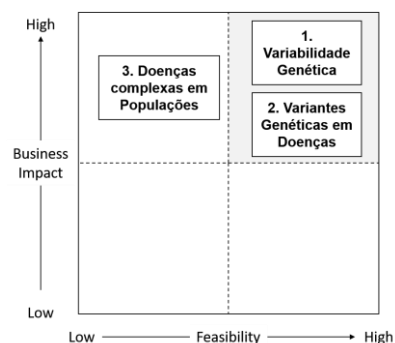 High
1.
Variabilidade
Genética
3. Doenças
complexas em
Populações
2. Variantes
Genéticas em
Doenças
Business
Impact
Low
Low
Feasibility
High